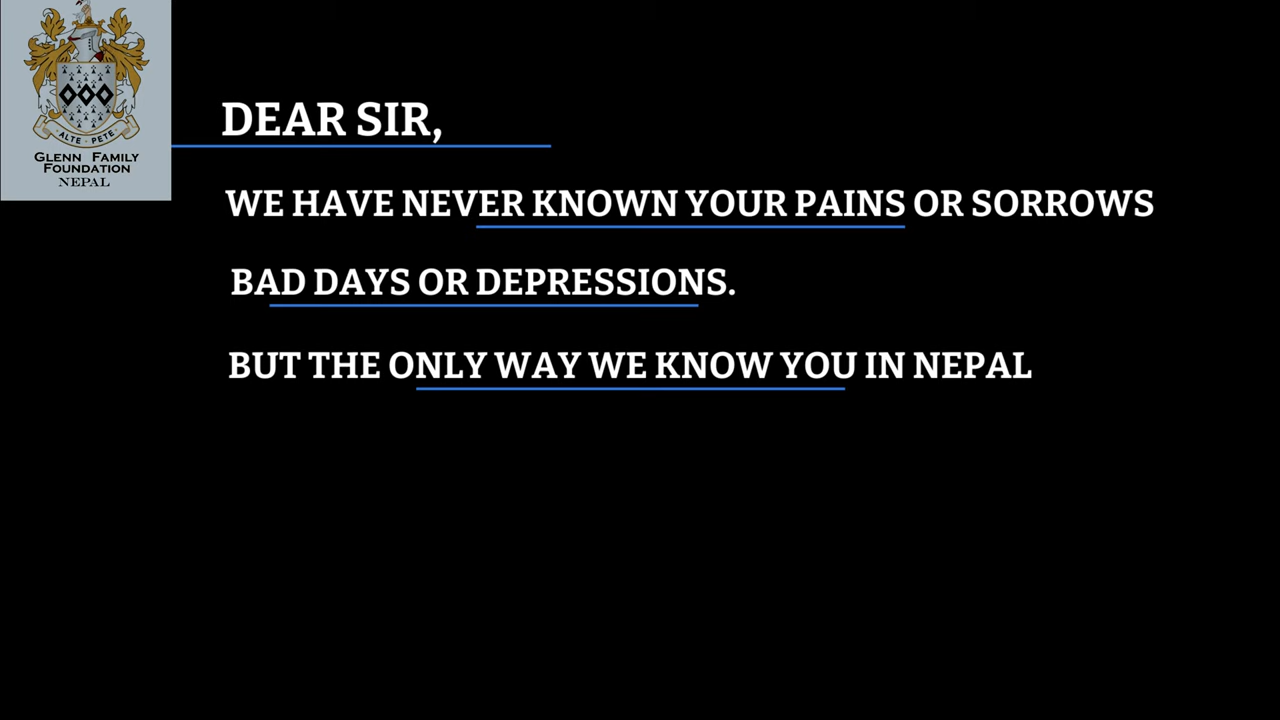 ALTE · PETE
GLENN FAMILY
FOUNDATION
NEPAL
DEAR SIR,
WE HAVE NEVER KNOWN YOUR PAINS OR SORROWS
BAD DAYS OR DEPRESSIONS.
BUT THE ONLY WAY WE KNOW YOU IN NEPAL